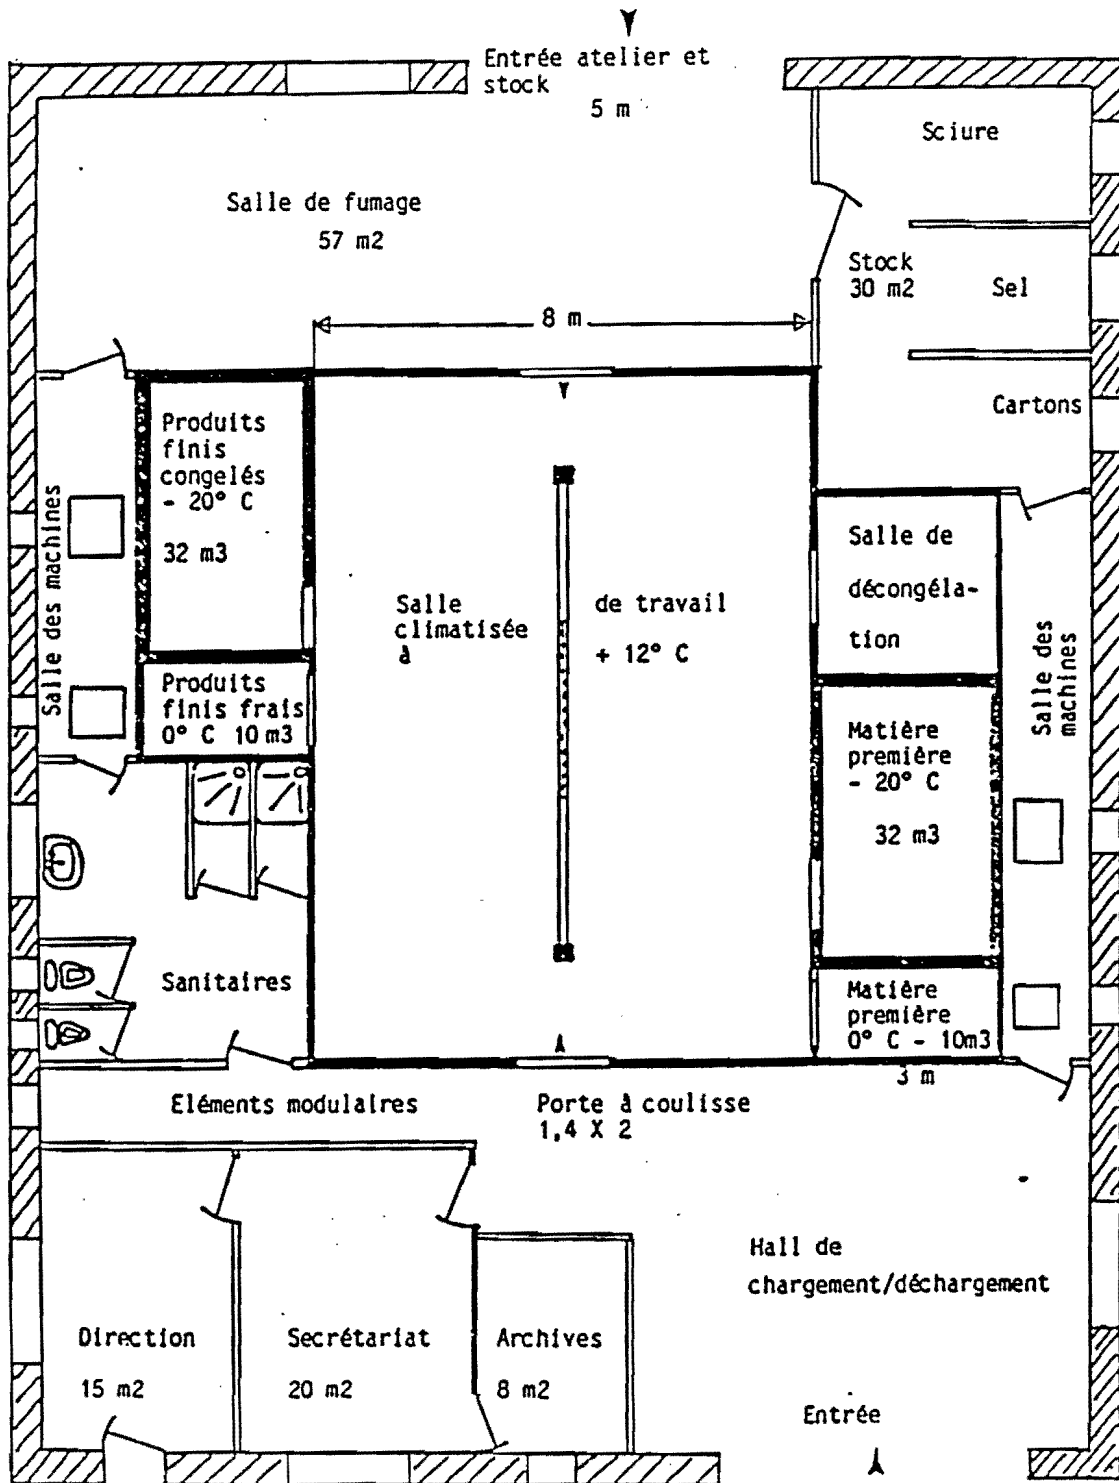 Entrée atelier et
stock
5 m
Sciure
Salle de fumage
57 m2
Stock
30 m2
Sel
8 m
Cartons
Produits
finis
congelés
- 20° C
32 m3
Salle des machines
Salle
climatisée
à
de travail
+ 12° C
Salle de
décongéla-
tion
Salle des
machines
Produits
finis frais
0° C 10m3
Matière
première
- 20° C
32 m3
Sanitaires
Matière
première
0° C - 10m3
3 m
Eléments modulaires
Porte à coulisse
1,4 X 2
Hall de
chargement/déchargement
Direction
15 m2
Secrétariat
20 m2
Archives
8 m2
Entrée